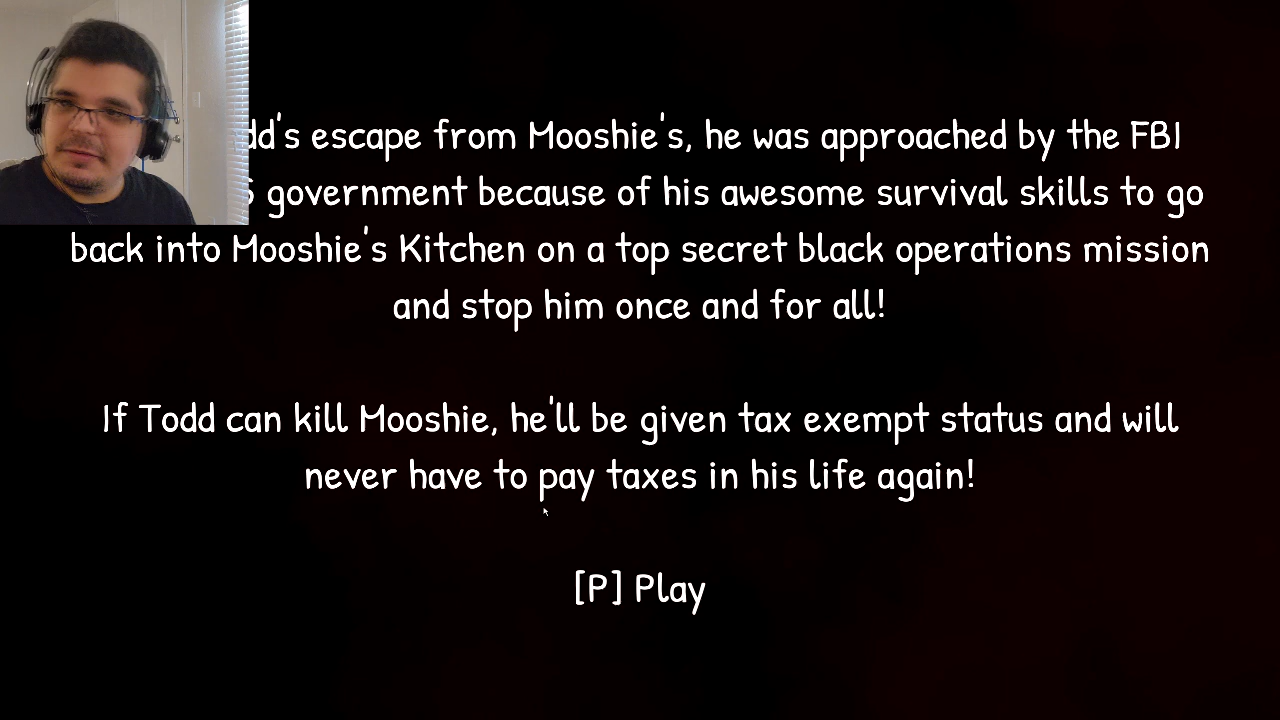 dd's escape from Mooshie's, he was approached by the FBI
government because of his awesome survival skills to go
back into Mooshie's Kitchen on a top secret black operations mission
and stop him once and for all!
If Todd can kill Mooshie, he'll be given tax exempt status and will
never have to pay taxes in his life again!
[P] Play